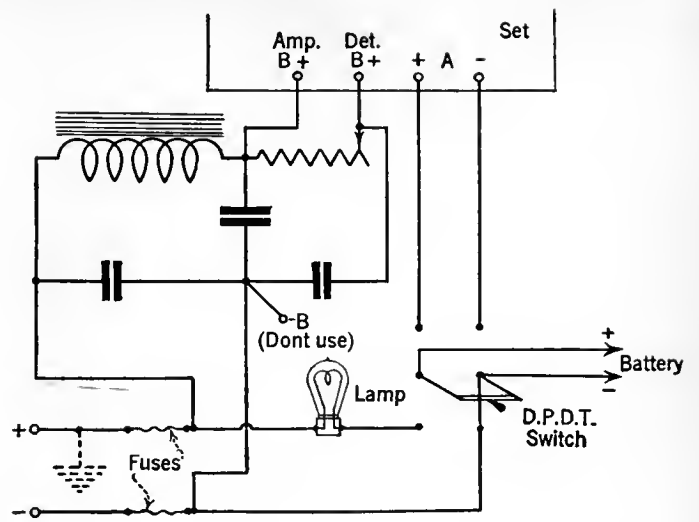 Set
Amp.
B+
Det.
B+
+ A -
-B
(Dont use)
+
Battery
-
Lamp
D.P.D.T.
Switch
+
Fuses
-